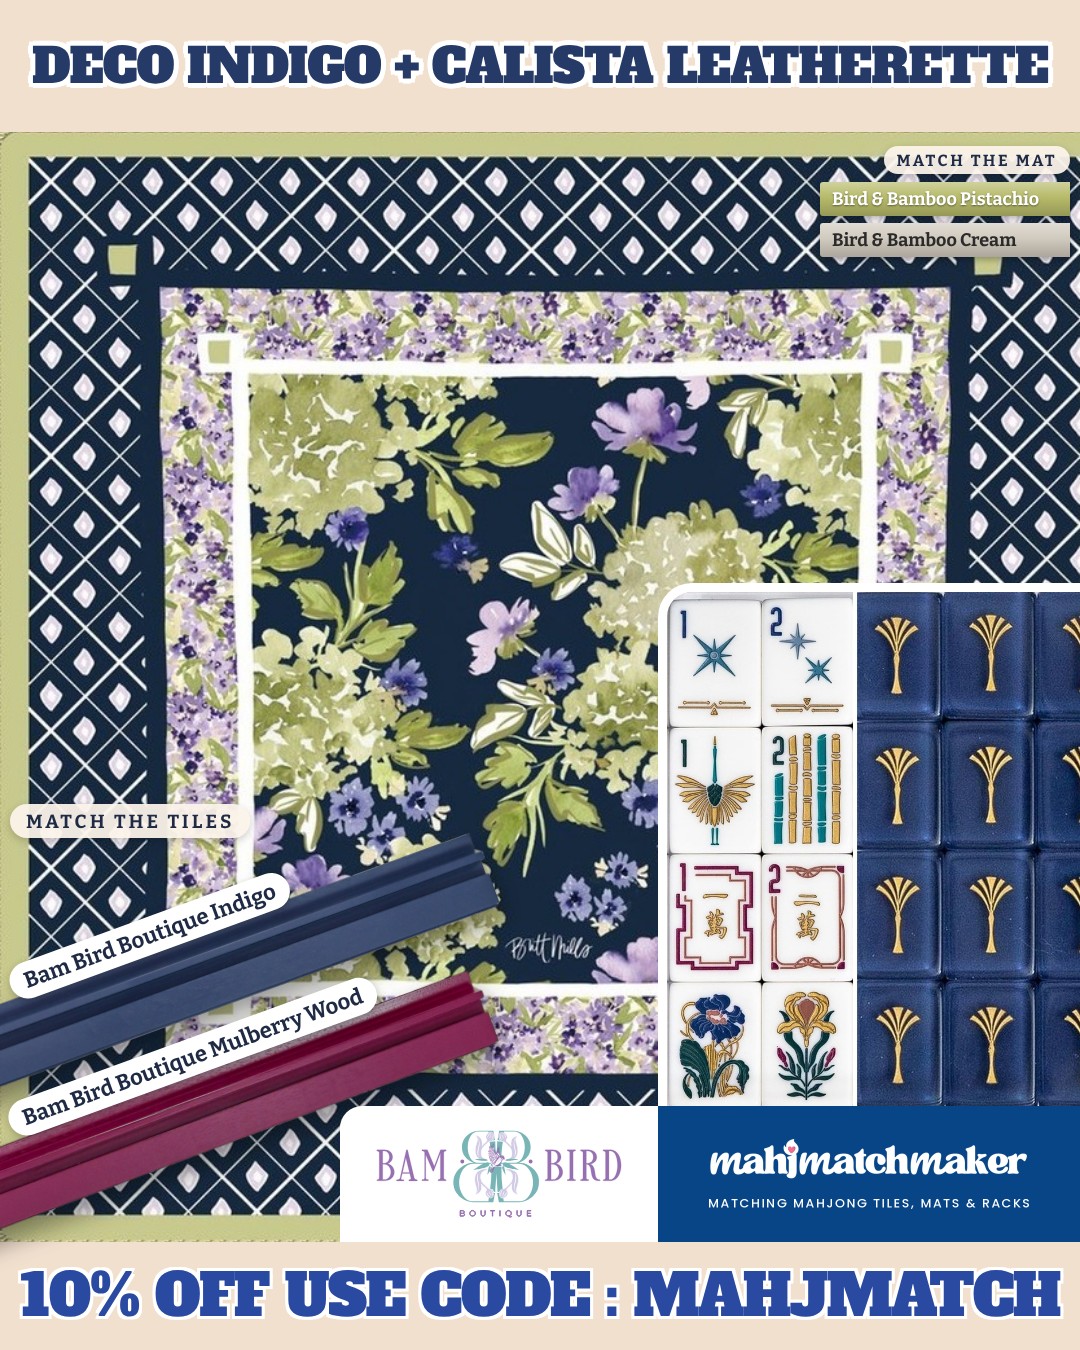 DECO INDIGO + CALISTA LEATHERETTE
MATCH THE MAT
Bird & Bamboo Pistachio
Bird & Bamboo Cream
1 2
1 2
1 2
一 二
萬 萬
MATCH THE TILES
Bam Bird Boutique Indigo
Britt Mills
Bam Bird Boutique Mulberry Wood
BAM BIRD
BOUTIQUE
mahjmatchmaker
MATCHING MAHJONG TILES, MATS & RACKS
10% OFF USE CODE : MAHJMATCH